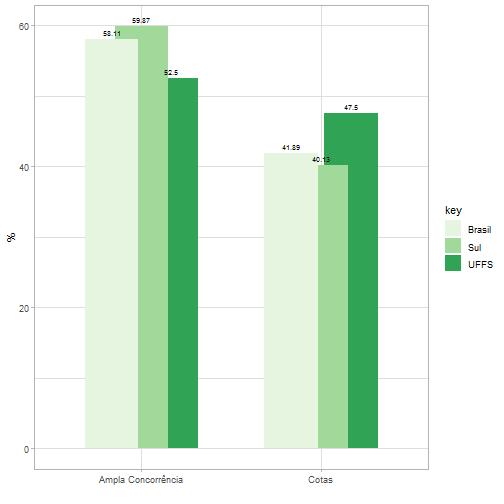 60
59.87
58.11
52.5
47.5
41.89
40.13
40
20
0
%
Ampla Concorrência
Cotas
key
Brasil
Sul
UFFS